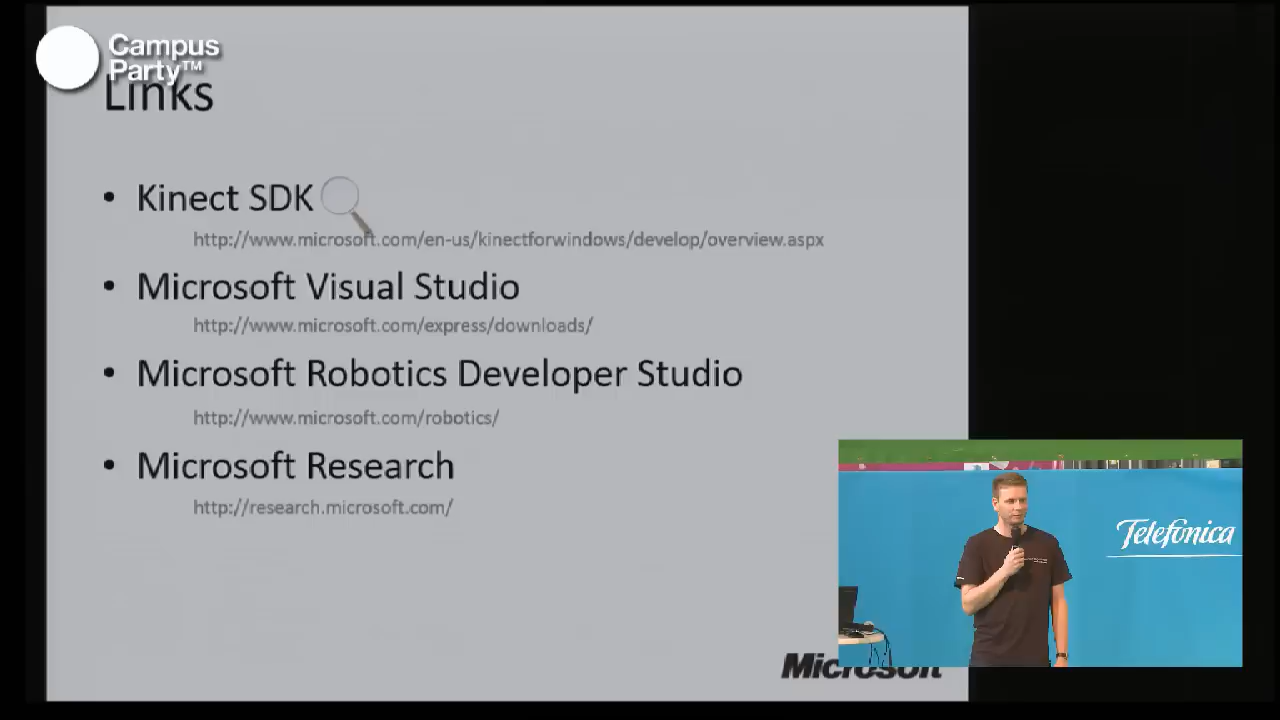 Campus
Party™
Links
• Kinect SDK
http://www.microsoft.com/en-us/kinectforwindows/develop/overview.aspx
• Microsoft Visual Studio
http://www.microsoft.com/express/downloads/
• Microsoft Robotics Developer Studio
http://www.microsoft.com/robotics/
• Microsoft Research
http://research.microsoft.com/
Telefónica
Microsoft